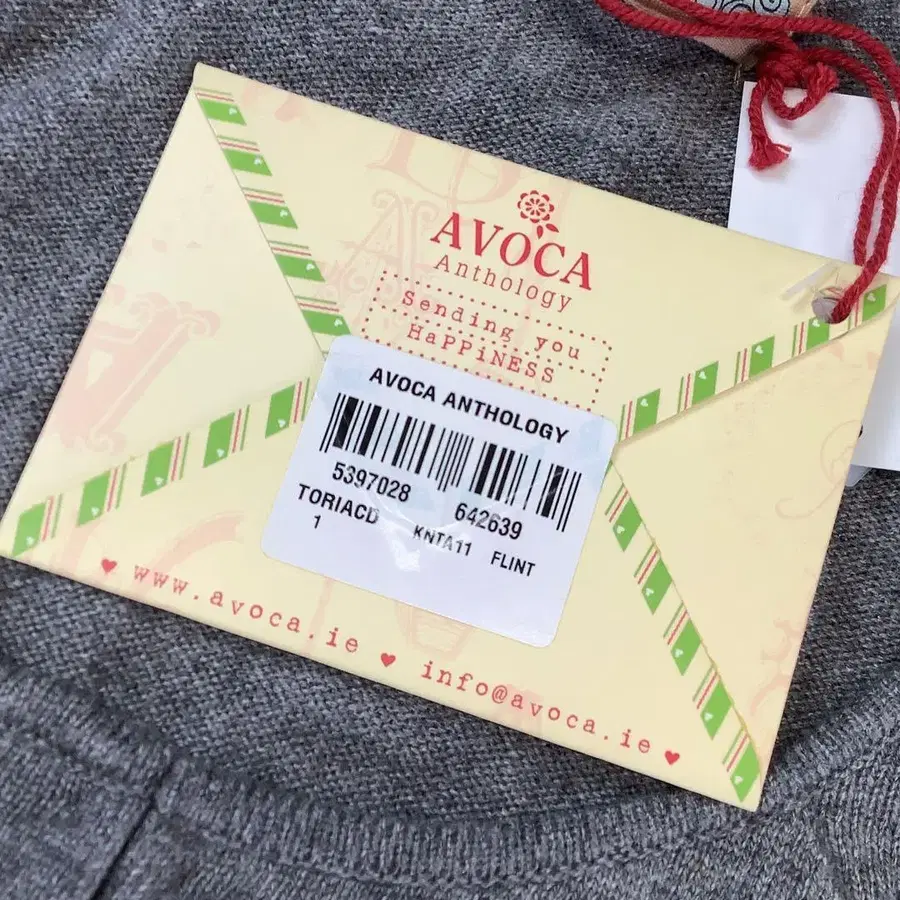 AVOCA
Anthology
Sending you
HaPPiNESS
AVOCA ANTHOLOGY
5397028 642639
TORIACD KNTA11 FLINT
1
www.avoca.ie ♥ info@avoca.ie